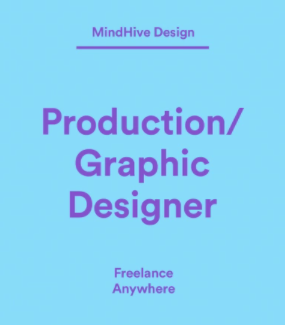 MindHive Design
Production/
Graphic
Designer
Freelance
Anywhere